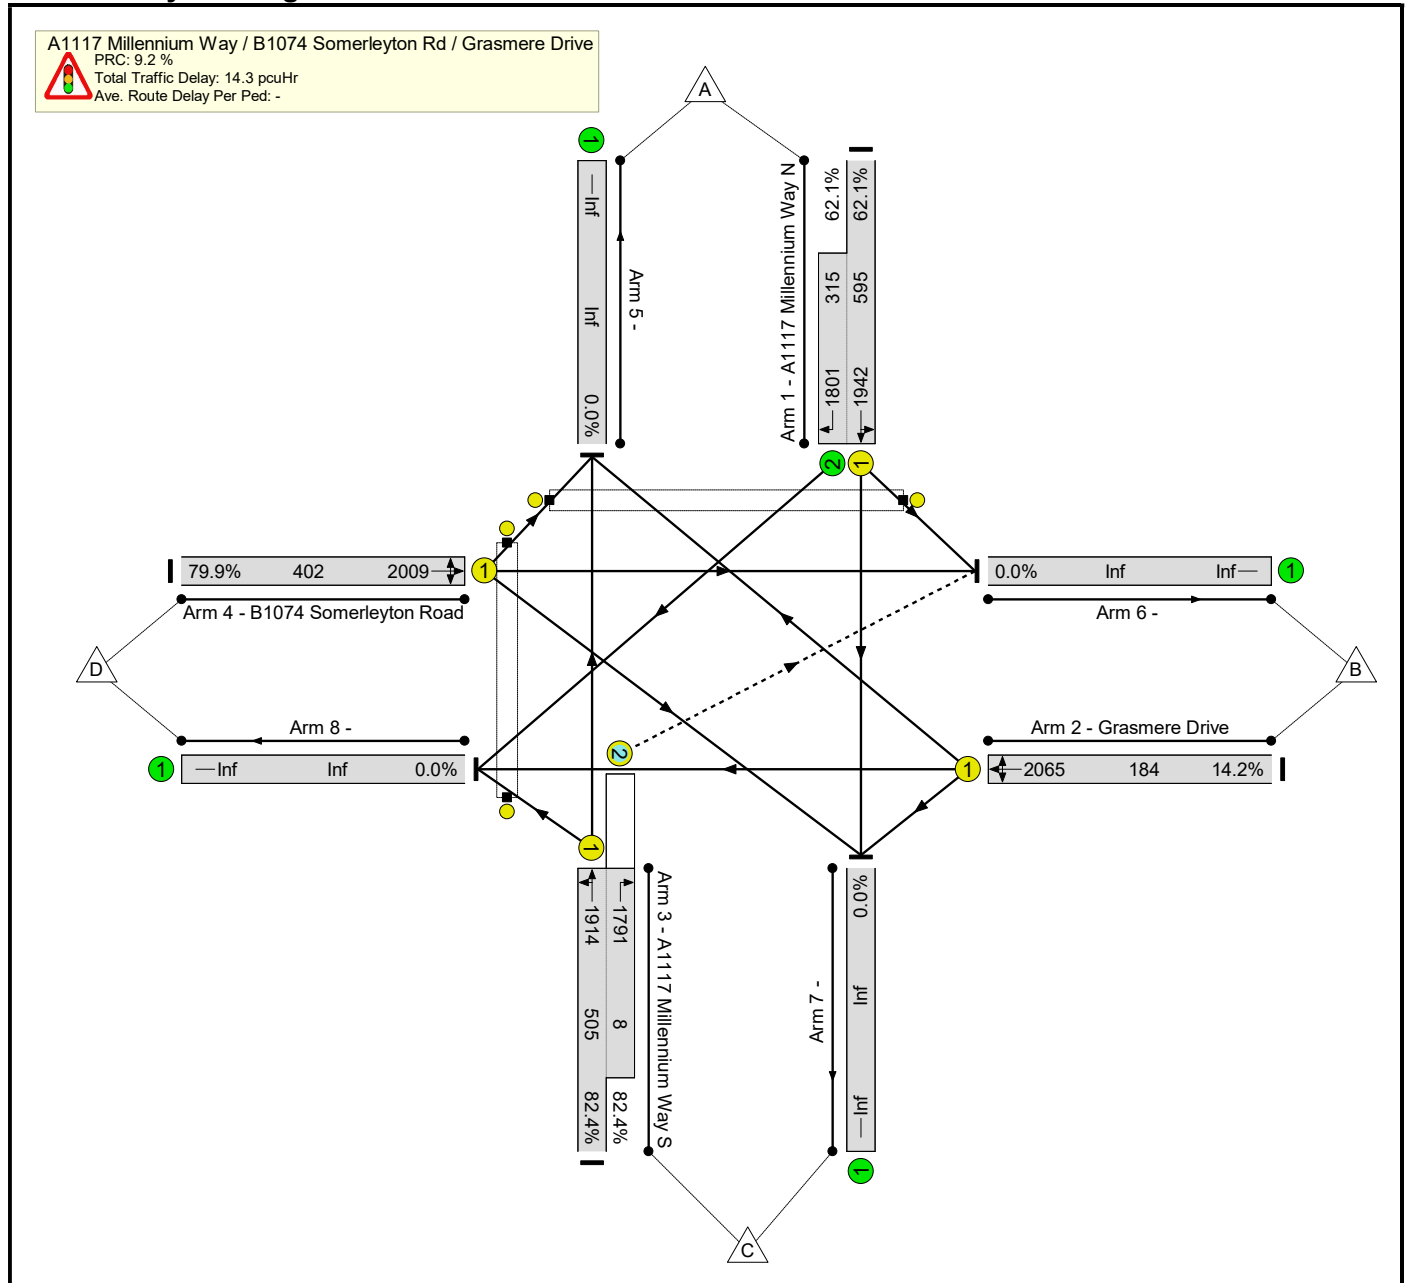 A1117 Millennium Way / B1074 Somerleyton Rd / Grasmere Drive
PRC: 9.2 %
Total Traffic Delay: 14.3 pcuHr
Ave. Route Delay Per Ped: -
A
1
Inf
Inf
0.0%
Arm 5 -
Arm 1 - A1117 Millennium Way N
62.1%
315
1801
62.1%
595
1942
2
1
79.9% 402 2009
1
Arm 4 - B1074 Somerleyton Road
0.0% Inf Inf
1
Arm 6 -
D
B
Arm 8 -
1
Inf Inf 0.0%
2
Arm 2 - Grasmere Drive
1
2065 184 14.2%
1
1914
505
82.4%
1791
8
82.4%
Arm 3 - A1117 Millennium Way S
Arm 7 -
0.0%
Inf
Inf
1
C